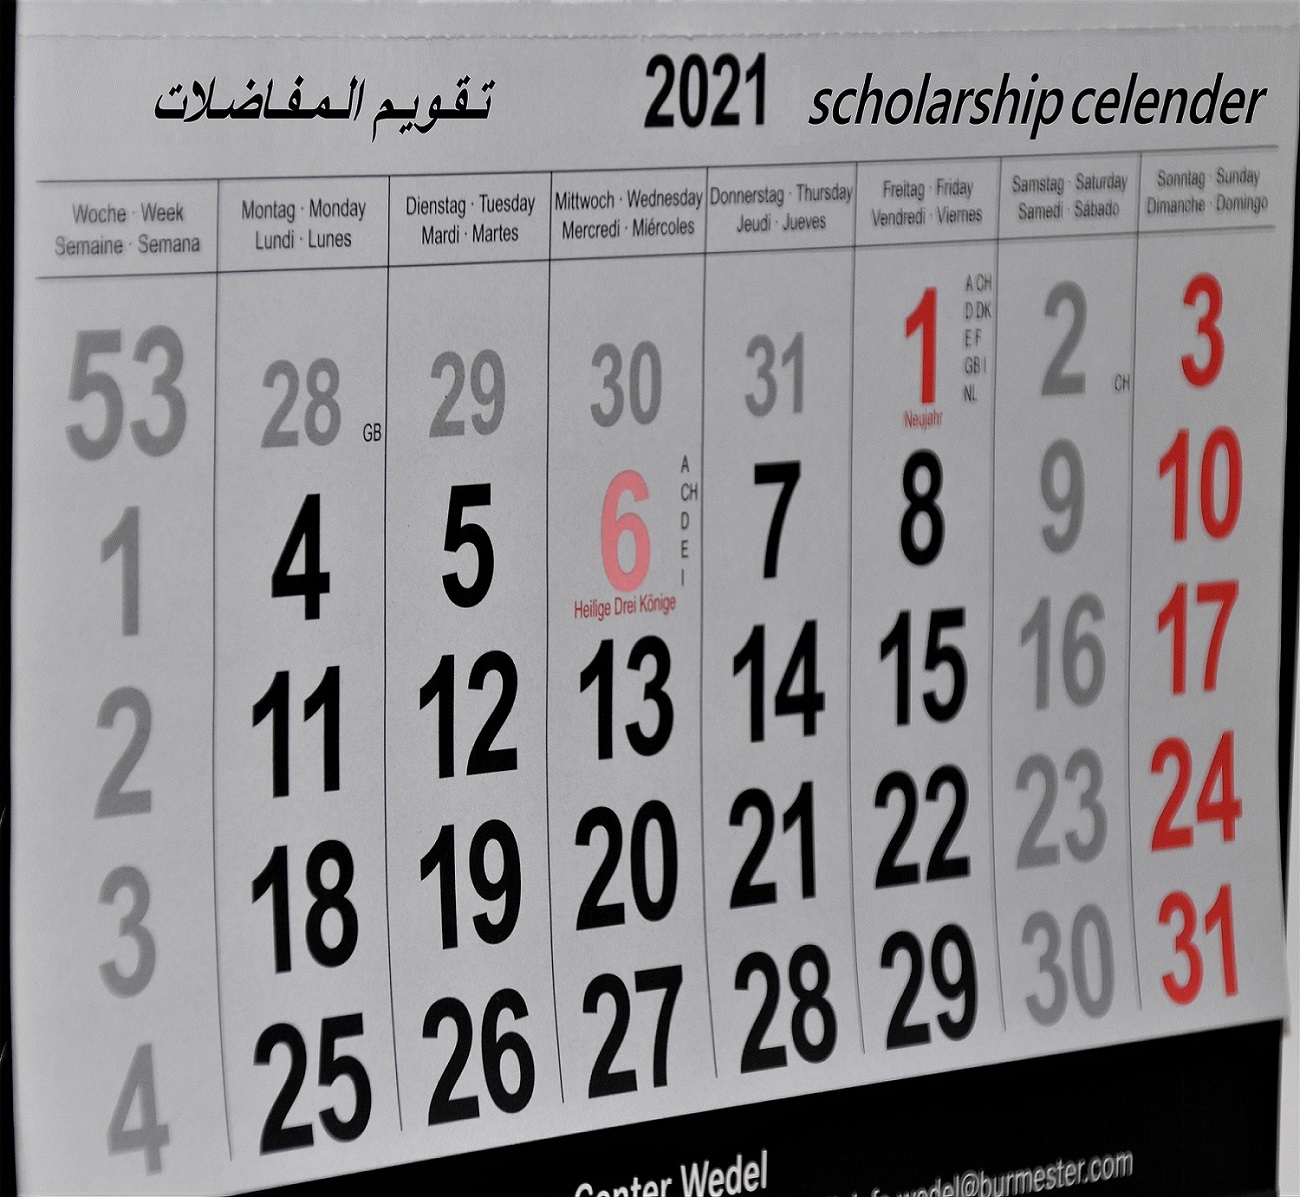 تقويم المفاضلات 2021 scholarship celender
Woche · Week Montag · Monday Dienstag · Tuesday Mittwoch · Wednesday Donnerstag · Thursday Freitag · Friday Samstag · Saturday Sonntag · Sunday
Semaine · Semana Lundi · Lunes Mardi · Martes Mercredi · Miércoles Jeudi · Jueves Vendredi · Viernes Samedi · Sábado Dimanche · Domingo
53 28 GB 29 30 31 1 2 CH 3
A CH
D DK
E F
GB I
NL
Neujahr
1 4 5 6 7 8 9 10
A
CH
D
E
I
Heilige Drei Könige
2 11 12 13 14 15 16 17
3 18 19 20 21 22 23 24
4 25 26 27 28 29 30 31
Wedel